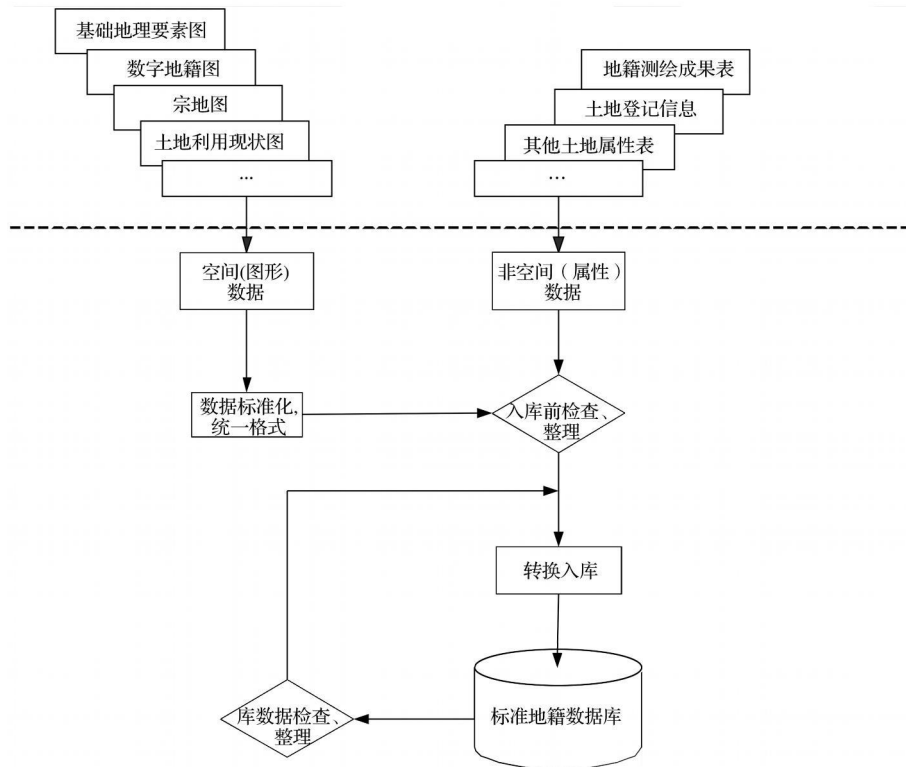 基础地理要素图
数字地籍图
宗地图
土地利用现状图
...
地籍测绘成果表
土地登记信息
其他土地属性表
...
空间(图形)
数据
非空间（属性）
数据
数据标准化,
统一格式
入库前检查、
整理
转换入库
标准地籍数据库
库数据检查、
整理